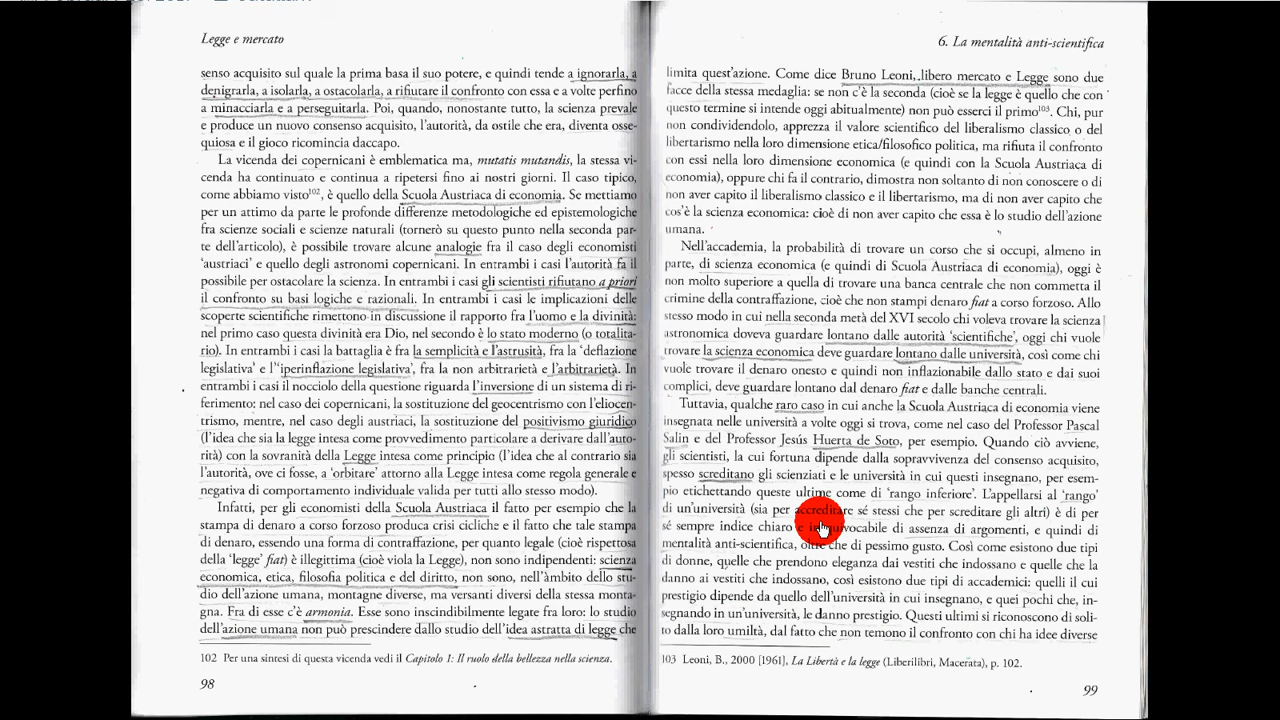 Legge e mercato
senso acquisito sul quale la prima basa il suo potere, e quindi tende a ignorarla, a
denigrarla, a isolarla, a ostacolarla, a rifiutare il confronto con essa e a volte perfino
a minacciarla e a perseguitarla. Poi, quando, nonostante tutto, la scienza prevale
e produce un nuovo consenso acquisito, l'autorità, da ostile che era, diventa osse-
quiosa e il gioco ricomincia daccapo.
La vicenda dei copernicani è emblematica ma, mutatis mutandis, la stessa vi-
cenda ha continuato e continua a ripetersi fino ai nostri giorni. Il caso tipico,
come abbiamo visto102, è quello della Scuola Austriaca di economia. Se mettiamo
per un attimo da parte le profonde differenze metodologiche ed epistemologiche
fra scienze sociali e scienze naturali (tornerò su questo punto nella seconda par-
te dell'articolo), è possibile trovare alcune analogie fra il caso degli economisti
'austriaci' e quello degli astronomi copernicani. In entrambi i casi l'autorità fa il
possibile per ostacolare la scienza. In entrambi i casi gli scientisti rifiutano a priori
il confronto su basi logiche e razionali. In entrambi i casi le implicazioni delle
scoperte scientifiche rimettono in discussione il rapporto fra l'uomo e la divinità:
nel primo caso questa divinità era Dio, nel secondo è lo stato moderno (o totalita-
rio). In entrambi i casi la battaglia è fra la semplicità e l'astrusità, fra la 'deflazione
legislativa' e l''iperinflazione legislativa', fra la non arbitrarietà e l'arbitrarietà. In
entrambi i casi il nocciolo della questione riguarda l'inversione di un sistema di ri-
ferimento: nel caso dei copernicani, la sostituzione del geocentrismo con l'eliocen-
trismo, mentre, nel caso degli austriaci, la sostituzione del positivismo giuridico
(l'idea che sia la legge intesa come provvedimento particolare a derivare dall'auto-
rità) con la sovranità della Legge intesa come principio (l'idea che al contrario sia
l'autorità, ove ci fosse, a 'orbitare' attorno alla Legge intesa come regola generale e
negativa di comportamento individuale valida per tutti allo stesso modo).
Infatti, per gli economisti della Scuola Austriaca il fatto per esempio che la
stampa di denaro a corso forzoso produca crisi cicliche e il fatto che tale stampa
di denaro, essendo una forma di contraffazione, per quanto legale (cioè rispettosa
della 'legge' fiat) è illegittima (cioè viola la Legge), non sono indipendenti: scienza
economica, etica, filosofia politica e del diritto, non sono, nell'àmbito dello stu-
dio dell'azione umana, montagne diverse, ma versanti diversi della stessa monta-
gna. Fra di esse c'è armonia. Esse sono inscindibilmente legate fra loro: lo studio
dell'azione umana non può prescindere dallo studio dell'idea astratta di legge che
102 Per una sintesi di questa vicenda vedi il Capitolo 1: Il ruolo della bellezza nella scienza.
98
6. La mentalità anti-scientifica
limita quest'azione. Come dice Bruno Leoni, libero mercato e Legge sono due
facce della stessa medaglia: se non c'è la seconda (cioè se la legge è quello che con
questo termine si intende oggi abitualmente) non può esserci il primo103. Chi, pur
non condividendolo, apprezza il valore scientifico del liberalismo classico o del
libertarismo nella loro dimensione etica/filosofico politica, ma rifiuta il confronto
con essi nella loro dimensione economica (e quindi con la Scuola Austriaca di
economia), oppure chi fa il contrario, dimostra non soltanto di non conoscere o di
non aver capito il liberalismo classico e il libertarismo, ma di non aver capito che
cos'è la scienza economica: cioè di non aver capito che essa è lo studio dell'azione
umana.
Nell'accademia, la probabilità di trovare un corso che si occupi, almeno in
parte, di scienza economica (e quindi di Scuola Austriaca di economia), oggi è
non molto superiore a quella di trovare una banca centrale che non commetta il
crimine della contraffazione, cioè che non stampi denaro fiat a corso forzoso. Allo
stesso modo in cui nella seconda metà del XVI secolo chi voleva trovare la scienza
astronomica doveva guardare lontano dalle autorità 'scientifiche', oggi chi vuole
trovare la scienza economica deve guardare lontano dalle università, così come chi
vuole trovare il denaro onesto e quindi non inflazionabile dallo stato e dai suoi
complici, deve guardare lontano dal denaro fiat e dalle banche centrali.
Tuttavia, qualche raro caso in cui anche la Scuola Austriaca di economia viene
insegnata nelle università a volte oggi si trova, come nel caso del Professor Pascal
Salin e del Professor Jesús Huerta de Soto, per esempio. Quando ciò avviene,
gli scientisti, la cui fortuna dipende dalla sopravvivenza del consenso acquisito,
spesso screditano gli scienziati e le università in cui questi insegnano, per esem-
pio etichettando queste ultime come di 'rango inferiore'. L'appellarsi al 'rango'
di un'università (sia per accreditare sé stessi che per screditare gli altri) è di per
sé sempre indice chiaro e inequivocabile di assenza di argomenti, e quindi di
mentalità anti-scientifica, oltre che di pessimo gusto. Così come esistono due tipi
di donne, quelle che prendono eleganza dai vestiti che indossano e quelle che la
danno ai vestiti che indossano, così esistono due tipi di accademici: quelli il cui
prestigio dipende da quello dell'università in cui insegnano, e quei pochi che, in-
segnando in un'università, le danno prestigio. Questi ultimi si riconoscono di soli-
to dalla loro umiltà, dal fatto che non temono il confronto con chi ha idee diverse
103 Leoni, B., 2000 [1961], La Libertà e la legge (Liberilibri, Macerata), p. 102.
99